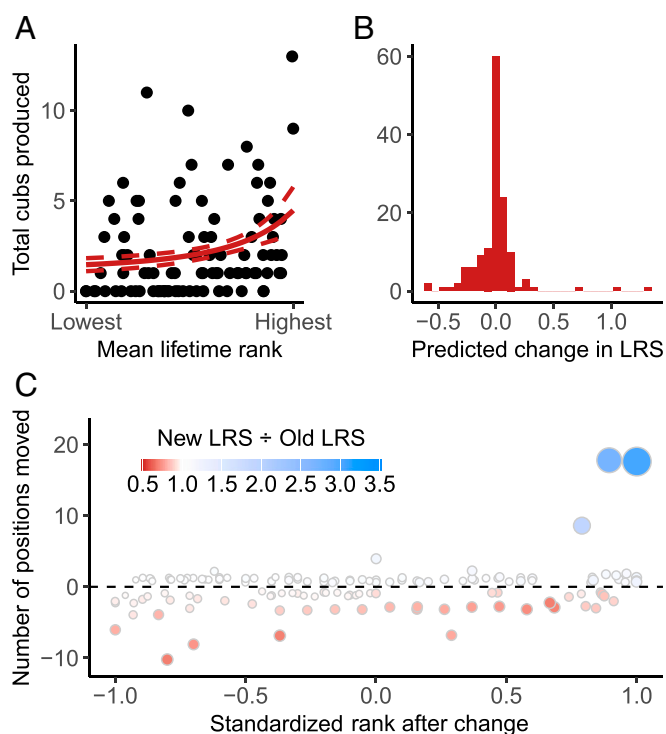 A
Total cubs produced
10
5
0
Lowest
Highest
Mean lifetime rank
B
60
40
20
0
−0.5
0.0
0.5
1.0
Predicted change in LRS
C
Number of positions moved
20
10
0
−10
New LRS ÷ Old LRS
0.5 1.0 1.5 2.0 2.5 3.0 3.5
−1.0
−0.5
0.0
0.5
1.0
Standardized rank after change